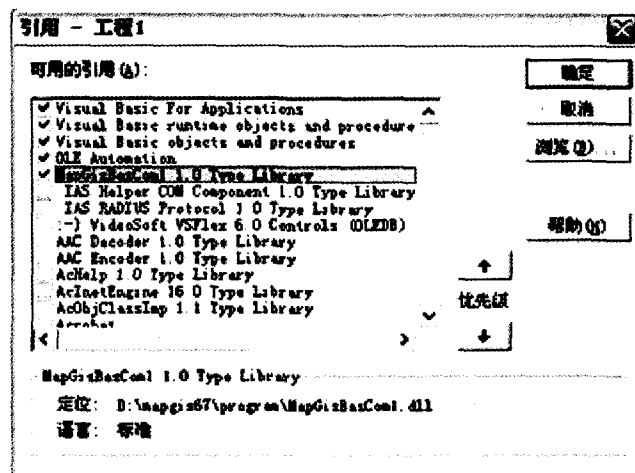 引用 - 工程1
可用的引用(A):
确定
Visual Basic For Applications
取消
Visual Basic runtime objects and procedure
Visual Basic objects and procedures
浏览(B)...
OLE Automation
MapGisBasCom1 1.0 Type Library
IAS Helper COM Component 1.0 Type Library
IAS RADIUS Protocol 1.0 Type Library
:-) VideoSoft VSFlex 6.0 Controls (OLEDB)
帮助(H)
AAC Decoder 1.0 Type Library
AAC Encoder 1.0 Type Library
AcHelp 1.0 Type Library
AcInetEngine 16.0 Type Library
优先级
AcObjClassImp 1.1 Type Library
Acrobat
MapGisBasCom1 1.0 Type Library
定位: D:\mapgis67\program\MapGisBasCom1.dll
语言: 标准